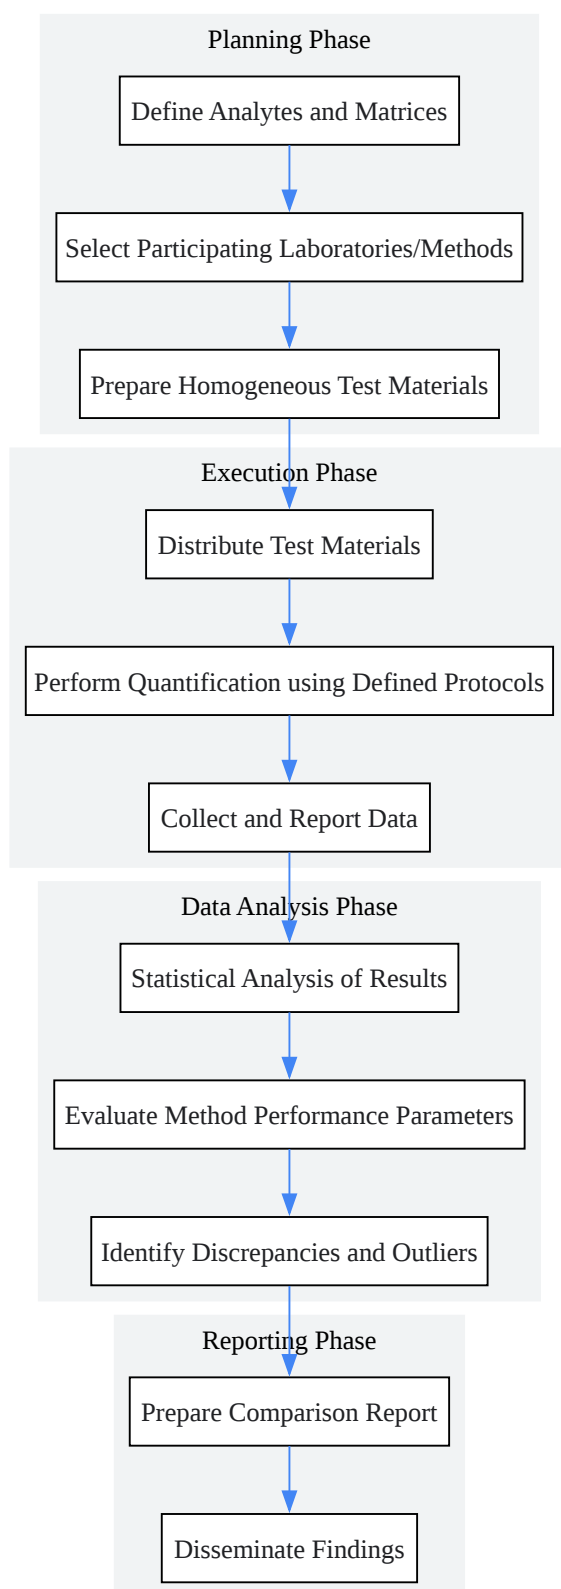 Planning Phase
Define Analytes and Matrices
Select Participating Laboratories/Methods
Prepare Homogeneous Test Materials
Execution Phase
Distribute Test Materials
Perform Quantification using Defined Protocols
Collect and Report Data
Data Analysis Phase
Statistical Analysis of Results
Evaluate Method Performance Parameters
Identify Discrepancies and Outliers
Reporting Phase
Prepare Comparison Report
Disseminate Findings